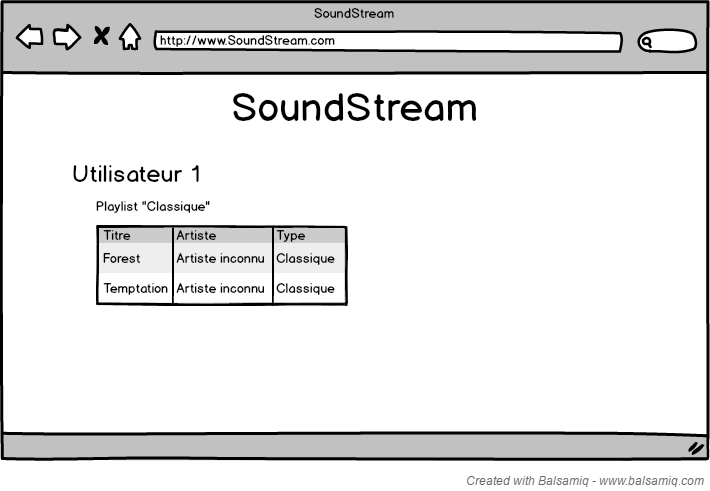 SoundStream
http://www.SoundStream.com
SoundStream
Utilisateur 1
Playlist "Classique"
Titre Artiste Type
Forest Artiste inconnu Classique
Temptation Artiste inconnu Classique
Created with Balsamiq - www.balsamiq.com